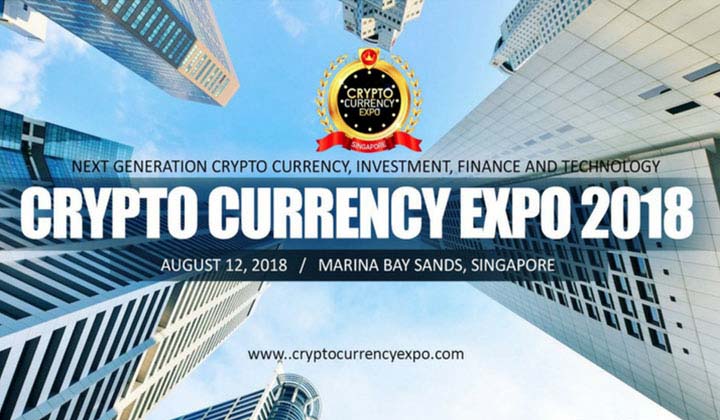 CRYPTO
CURRENCY
EXPO
SINGAPORE
NEXT GENERATION CRYPTO CURRENCY, INVESTMENT, FINANCE AND TECHNOLOGY
CRYPTO CURRENCY EXPO 2018
AUGUST 12, 2018 / MARINA BAY SANDS, SINGAPORE
www..cryptocurrencyexpo.com